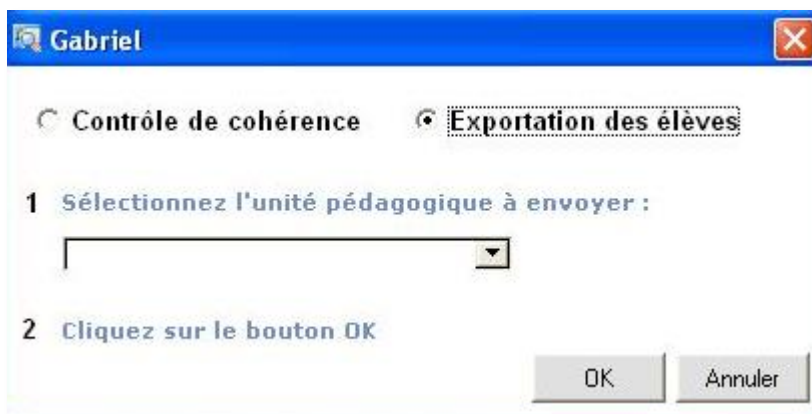 Gabriel
Contrôle de cohérence Exportation des élèves
1 Sélectionnez l'unité pédagogique à envoyer :
2 Cliquez sur le bouton OK
OK Annuler